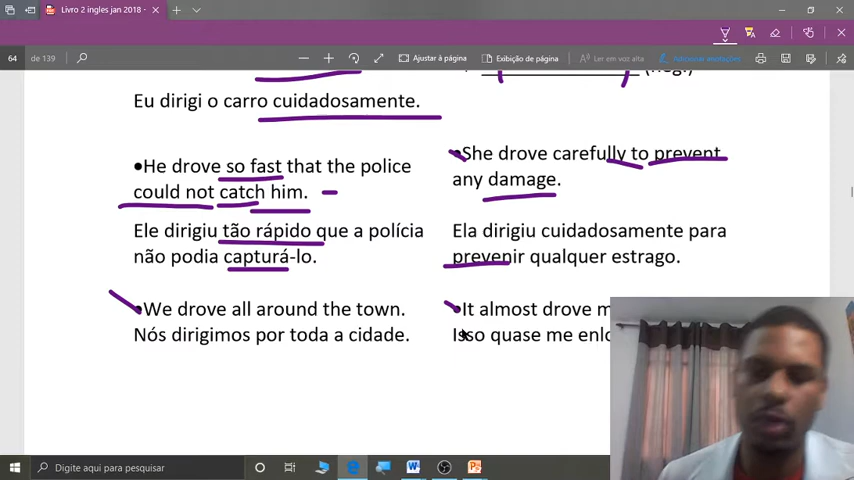 Livro 2 ingles jan 2018 -
64 de 139
Ajustar à página
Exibição de página
Ler em voz alta
Adicionar anotações
(neg.)
Eu dirigi o carro cuidadosamente.
•He drove so fast that the police
could not catch him.
Ele dirigiu tão rápido que a polícia
não podia capturá-lo.
•We drove all around the town.
Nós dirigimos por toda a cidade.
•She drove carefully to prevent
any damage.
Ela dirigiu cuidadosamente para
prevenir qualquer estrago.
•It almost drove m
Isso quase me enlo
Digite aqui para pesquisar